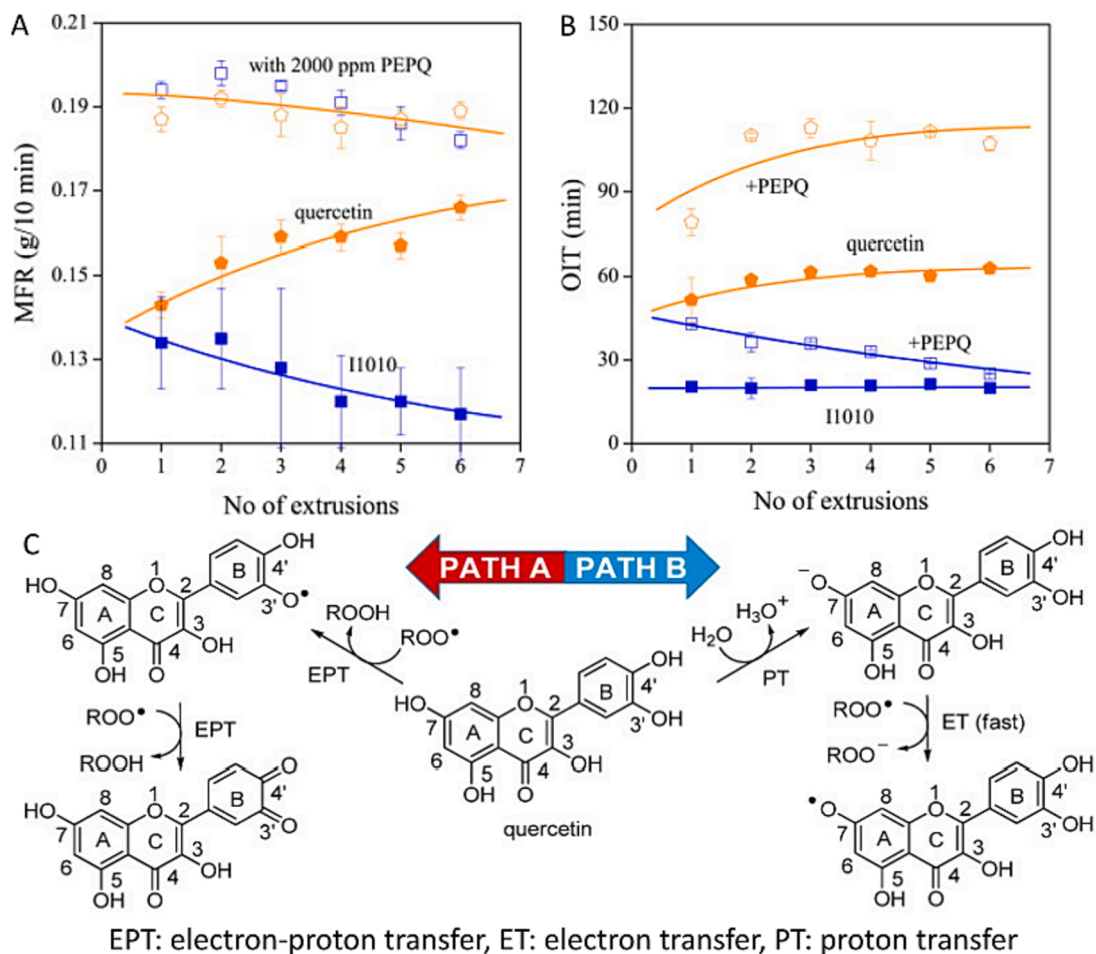 A
MFR (g/10 min)
0.21
0.19
0.17
0.15
0.13
0.11
with 2000 ppm PEPQ
quercetin
I1010
0 1 2 3 4 5 6 7
No of extrusions
B
OIT (min)
150
120
90
60
30
0
+PEPQ
quercetin
+PEPQ
I1010
0 1 2 3 4 5 6 7
No of extrusions
C
PATH A PATH B
OH
HO 8 1 2 B 4'
7 A C 3' O•
6 5 4 3 OH
OH O
ROOH
ROO•
EPT
ROO•
EPT
ROOH
O
HO 8 O 1 2 B 4'
7 A C 3' O
6 5 4 3 OH
OH O
OH
HO 8 O 1 2 B 4'
7 A C 3' OH
6 5 4 3 OH
OH O
quercetin
H₃O⁺
H₂O
PT
OH
⁻O 8 O 1 2 B 4'
7 A C 3' OH
6 5 4 3 OH
OH O
ROO•
ET (fast)
ROO⁻
OH
•O 8 O 1 2 B 4'
7 A C 3' OH
6 5 4 3 OH
OH O
EPT: electron-proton transfer, ET: electron transfer, PT: proton transfer